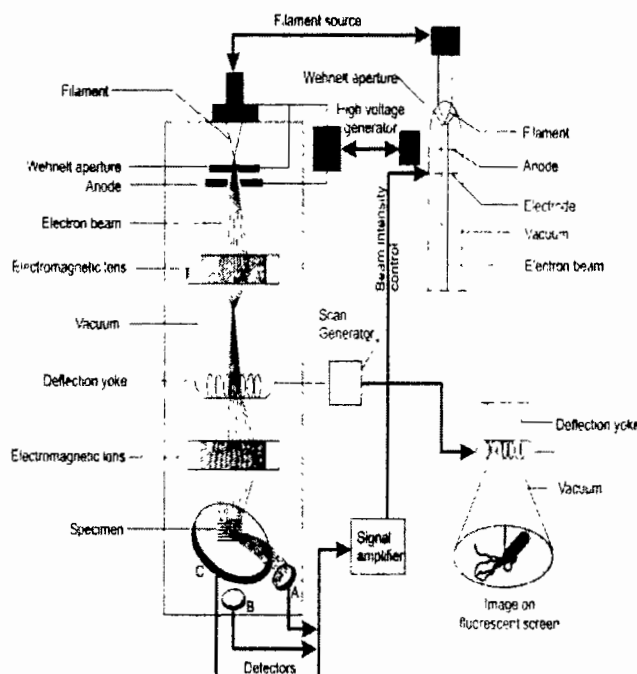 Filament source
Wehnelt aperture
Filament
High voltage
generator
Filament
Wehnelt aperture
Anode
Anode
Electrode
Electron beam
Beam intensity
control
Vacuum
Electromagnetic lens
Electron beam
Scan
Generator
Vacuum
Deflection yoke
Deflection yoke
Electromagnetic lens
Vacuum
Specimen
Signal
amplifier
C
A
B
Image on
fluorescent screen
Detectors